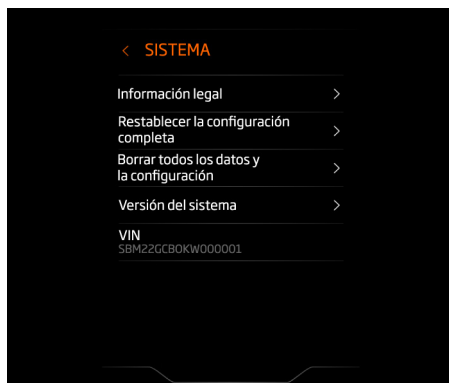 SISTEMA
Información legal
Restablecer la configuración
completa
Borrar todos los datos y
la configuración
Versión del sistema
VIN
SBM22GCB0KW000001